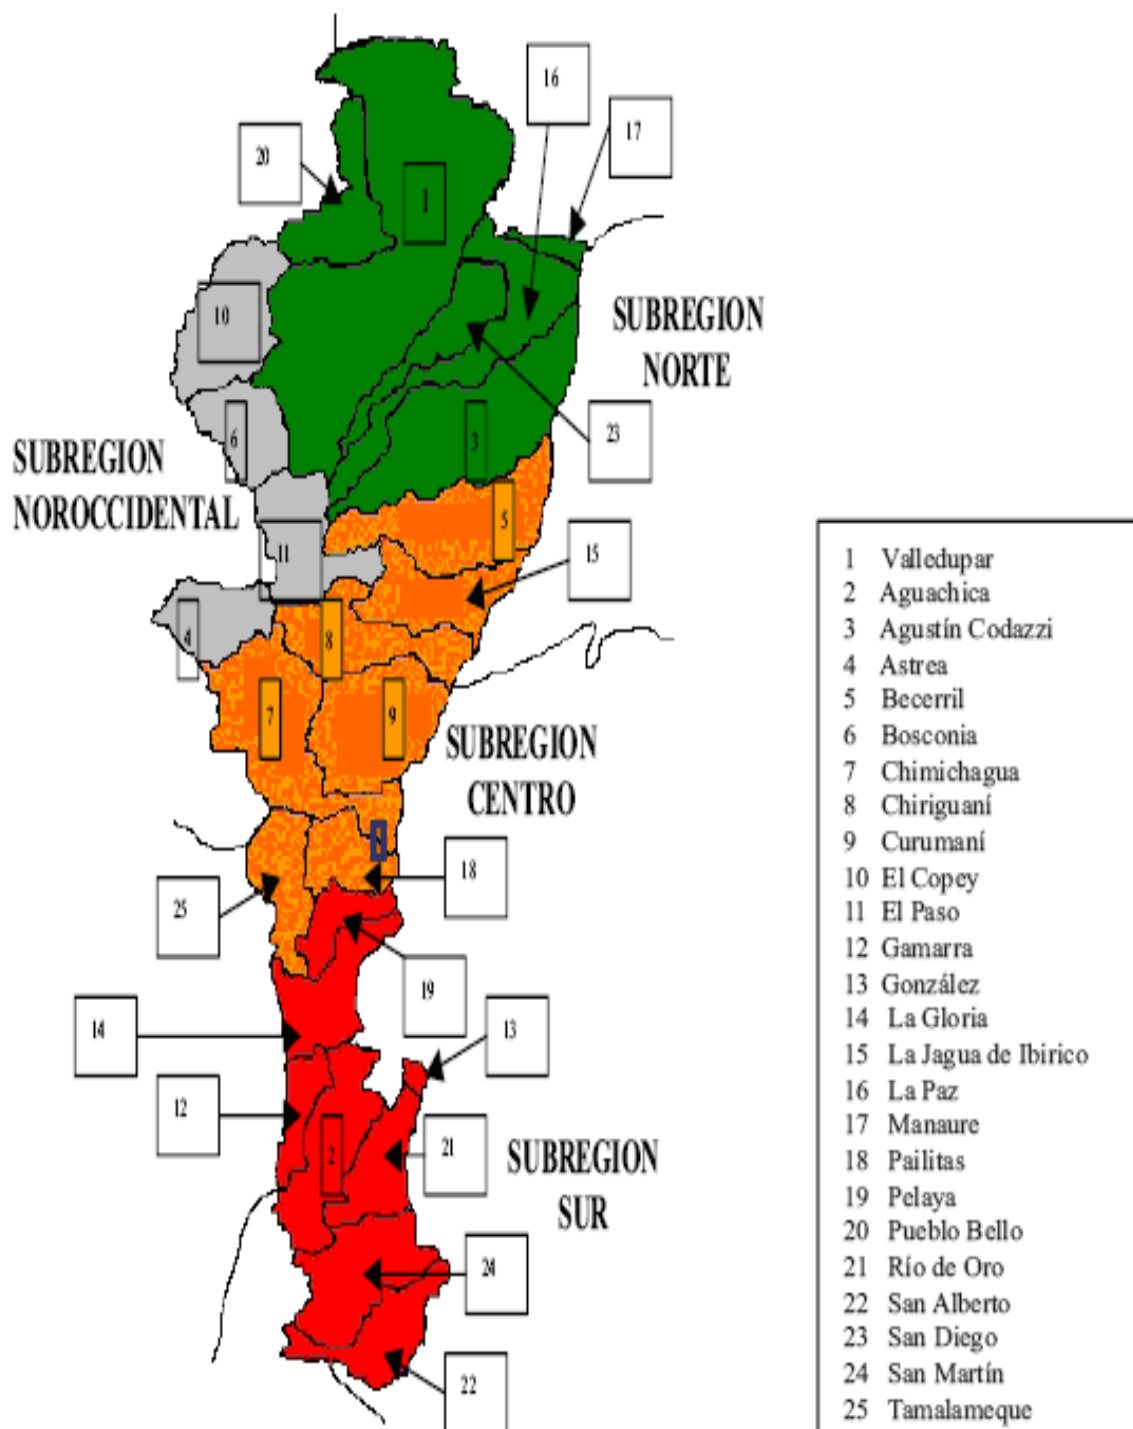 16
17
20
1
10
SUBREGION
NORTE
6
3
23
SUBREGION
NOROCCIDENTAL
5
11
15
4
8
7
9
SUBREGION
CENTRO
18
25
19
14
13
12
2
21
SUBREGION
SUR
24
22
1 Valledupar
2 Aguachica
3 Agustín Codazzi
4 Astrea
5 Becerril
6 Bosconia
7 Chimichagua
8 Chiriguaní
9 Curumaní
10 El Copey
11 El Paso
12 Gamarra
13 González
14 La Gloria
15 La Jagua de Ibirico
16 La Paz
17 Manaure
18 Pailitas
19 Pelaya
20 Pueblo Bello
21 Río de Oro
22 San Alberto
23 San Diego
24 San Martín
25 Tamalameque